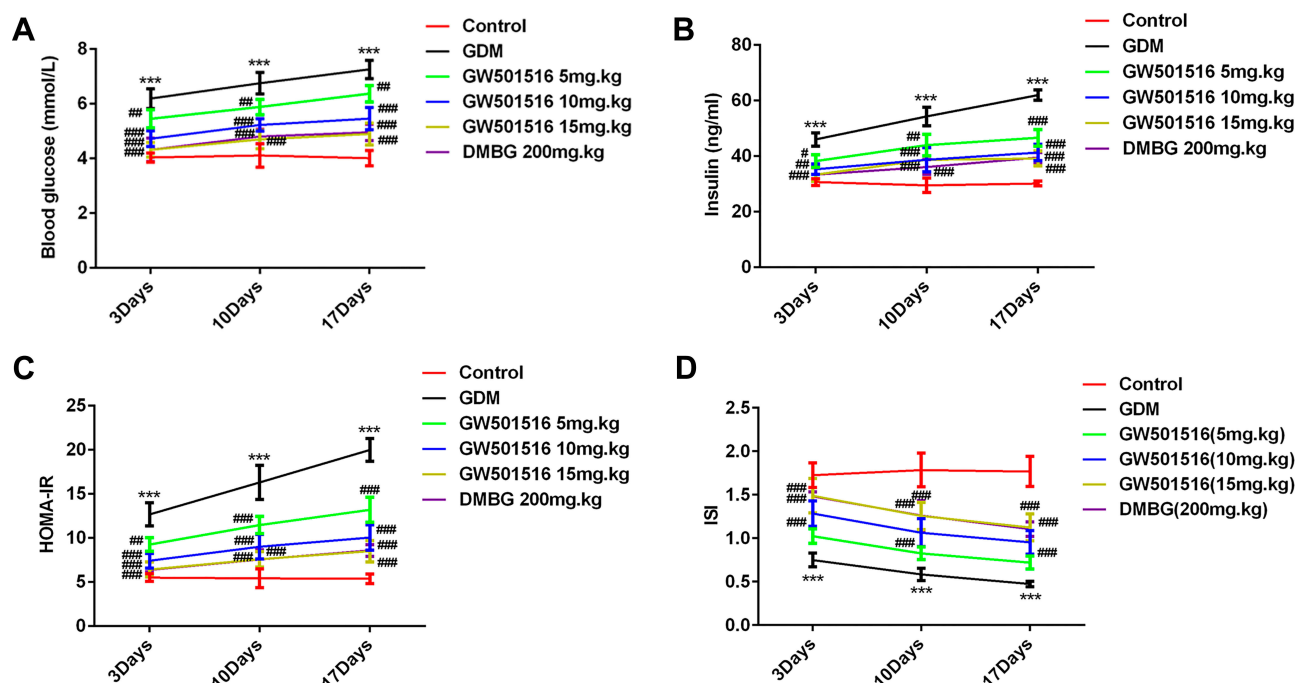 A
Blood glucose (mmol/L)
8
6
4
2
0
***
***
***
##
###
###
###
##
###
###
###
##
###
###
###
3Days
10Days
17Days
Control
GDM
GW501516 5mg.kg
GW501516 10mg.kg
GW501516 15mg.kg
DMBG 200mg.kg
B
Insulin (ng/ml)
80
60
40
20
0
***
***
***
#
##
###
##
###
###
###
###
###
###
##
3Days
10Days
17Days
Control
GDM
GW501516 5mg.kg
GW501516 10mg.kg
GW501516 15mg.kg
DMBG 200mg.kg
C
HOMA-IR
25
20
15
10
5
0
***
***
***
##
###
###
###
###
###
###
###
###
###
###
###
3Days
10Days
17Days
Control
GDM
GW501516 5mg.kg
GW501516 10mg.kg
GW501516 15mg.kg
DMBG 200mg.kg
D
ISI
2.5
2.0
1.5
1.0
0.5
0.0
###
###
###
***
###
###
###
***
###
###
###
***
3Days
10Days
17Days
Control
GDM
GW501516(5mg.kg)
GW501516(10mg.kg)
GW501516(15mg.kg)
DMBG(200mg.kg)